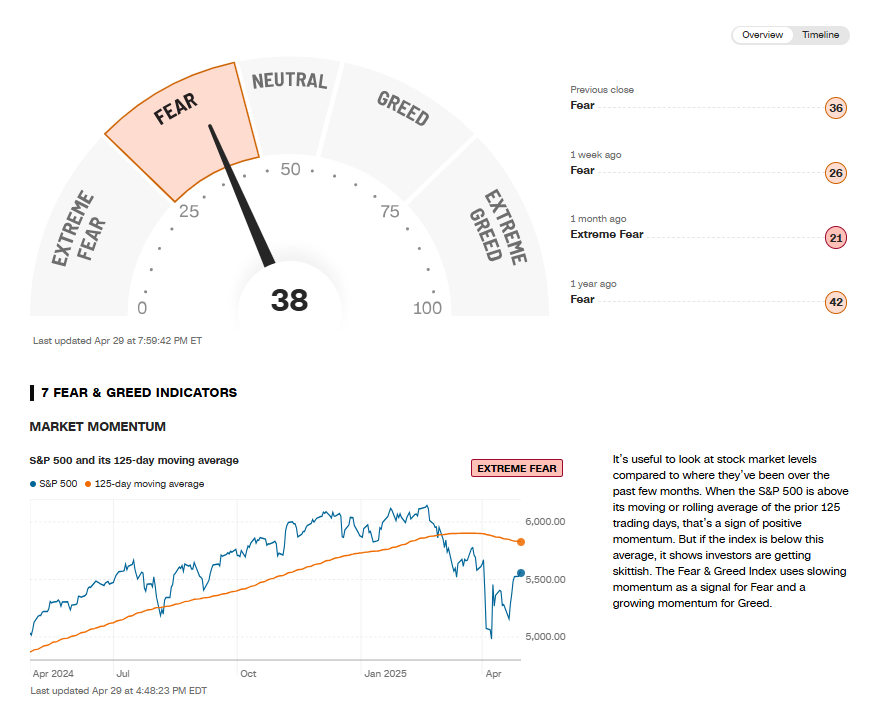 Overview
Timeline
EXTREME
FEAR
FEAR
NEUTRAL
GREED
EXTREME
GREED
0
25
50
75
100
38
Last updated Apr 29 at 7:59:42 PM ET
Previous close
Fear
36
1 week ago
Fear
26
1 month ago
Extreme Fear
21
1 year ago
Fear
42
7 FEAR & GREED INDICATORS
MARKET MOMENTUM
S&P 500 and its 125-day moving average
EXTREME FEAR
S&P 500
125-day moving average
6,000.00
5,500.00
5,000.00
Apr 2024
Jul
Oct
Jan 2025
Apr
Last updated Apr 29 at 4:48:23 PM EDT
It's useful to look at stock market levels
compared to where they've been over the
past few months. When the S&P 500 is above
its moving or rolling average of the prior 125
trading days, that's a sign of positive
momentum. But if the index is below this
average, it shows investors are getting
skittish. The Fear & Greed Index uses slowing
momentum as a signal for Fear and a
growing momentum for Greed.